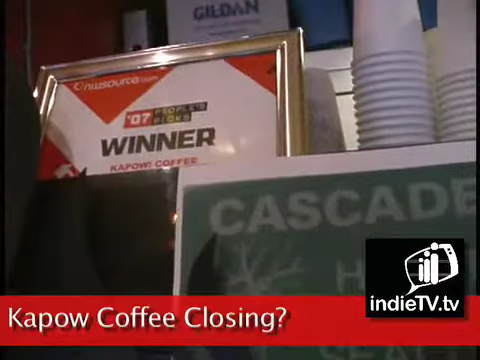 GILDAN
nwsource.com
'07 PEOPLE'S
PICKS
WINNER
KAPOW! COFFEE
CASCADE
indieTV.tv
Kapow Coffee Closing?